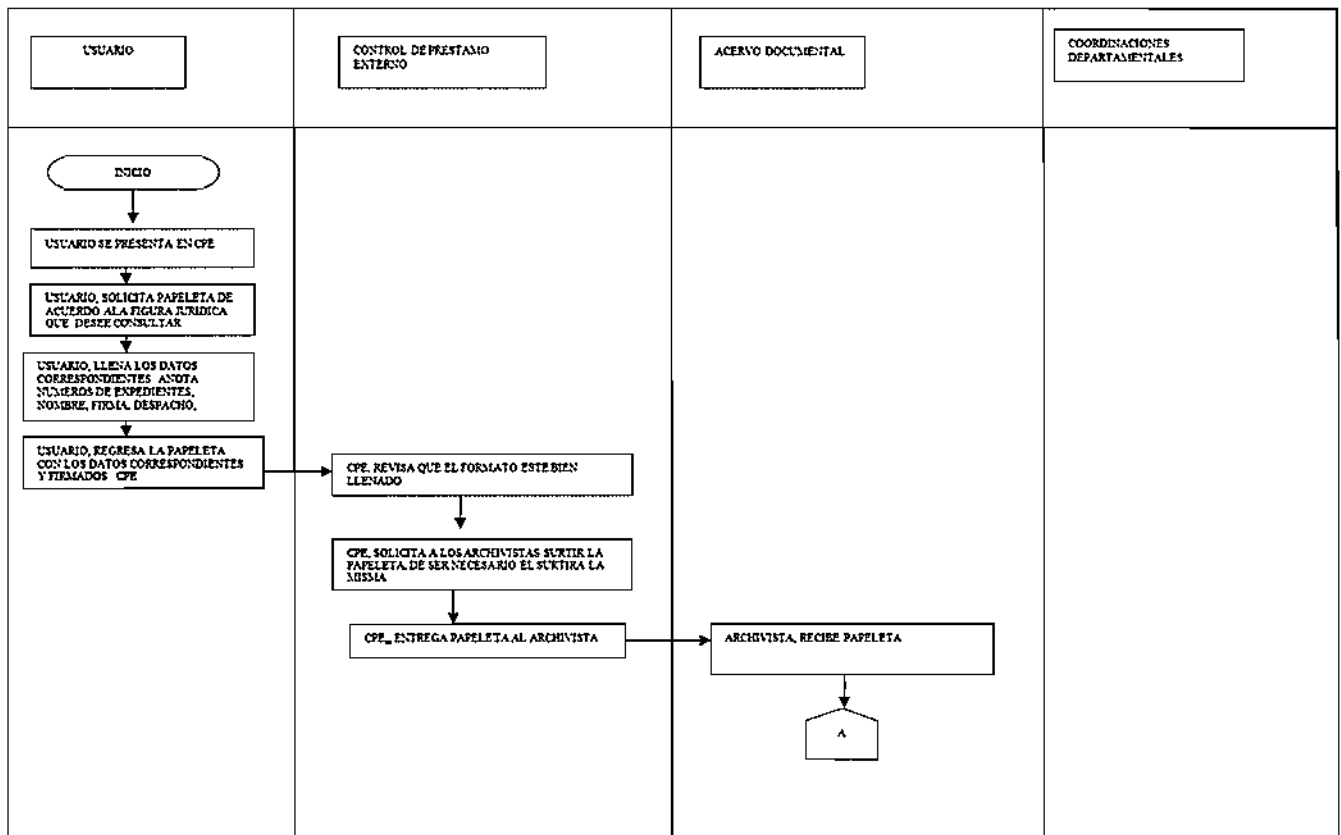 USUARIO
CONTROL DE PRESTAMO
EXTERNO
ACERVO DOCUMENTAL
COORDINACIONES
DEPARTAMENTALES
INICIO
USUARIO SE PRESENTA EN CPE
USUARIO, SOLICITA PAPELETA DE
ACUERDO ALA FIGURA JURIDICA
QUE DESEE CONSULTAR
USUARIO, LLENA LOS DATOS
CORRESPONDIENTES ANOTA
NUMEROS DE EXPEDIENTES,
NOMBRE, FIRMA, DESPACHO,
USUARIO, REGRESA LA PAPELETA
CON LOS DATOS CORRESPONDIENTES
Y FIRMADOS CPE
CPE, REVISA QUE EL FORMATO ESTE BIEN
LLENADO
CPE, SOLICITA A LOS ARCHIVISTAS SURTIR LA
PAPELETA, DE SER NECESARIO EL SURTIRA LA
MISMA
CPE,, ENTREGA PAPELETA AL ARCHIVISTA
ARCHIVISTA, RECIBE PAPELETA
A